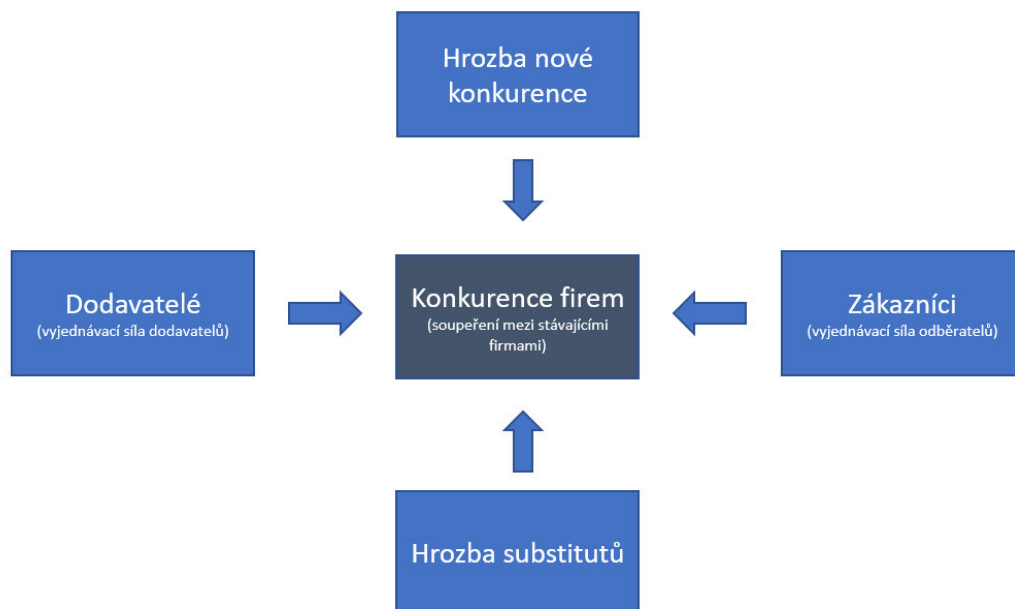 Hrozba nové
konkurence
Dodavatelé
(vyjednávací síla dodavatelů)
Konkurence firem
(soupeření mezi stávajícími
firmami)
Zákazníci
(vyjednávací síla odběratelů)
Hrozba substitutů